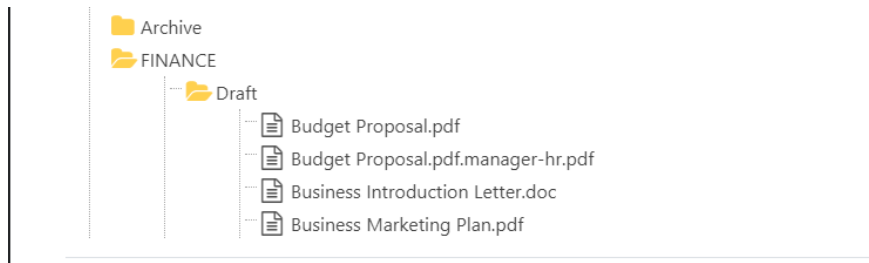 Archive
FINANCE
Draft
Budget Proposal.pdf
Budget Proposal.pdf.manager-hr.pdf
Business Introduction Letter.doc
Business Marketing Plan.pdf